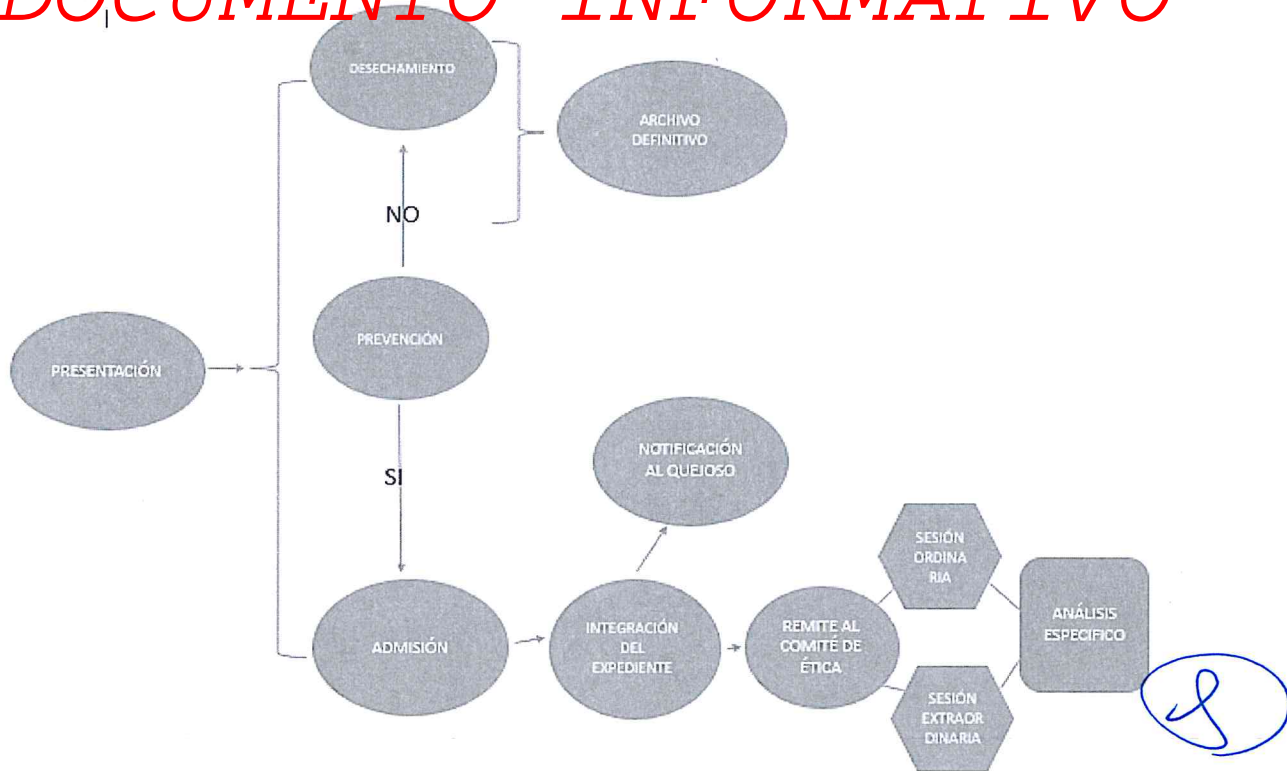 DOCUMENTO INFORMATIVO
DESECHAMIENTO
ARCHIVO
DEFINITIVO
NO
PREVENCIÓN
PRESENTACIÓN
SI
NOTIFICACIÓN
AL QUEJOSO
SESIÓN
ORDINA
RIA
ADMISIÓN
INTEGRACIÓN
DEL
EXPEDIENTE
REMITE AL
COMITÉ DE
ÉTICA
ANÁLISIS
ESPECIFICO
SESIÓN
EXTRAOR
DINARIA